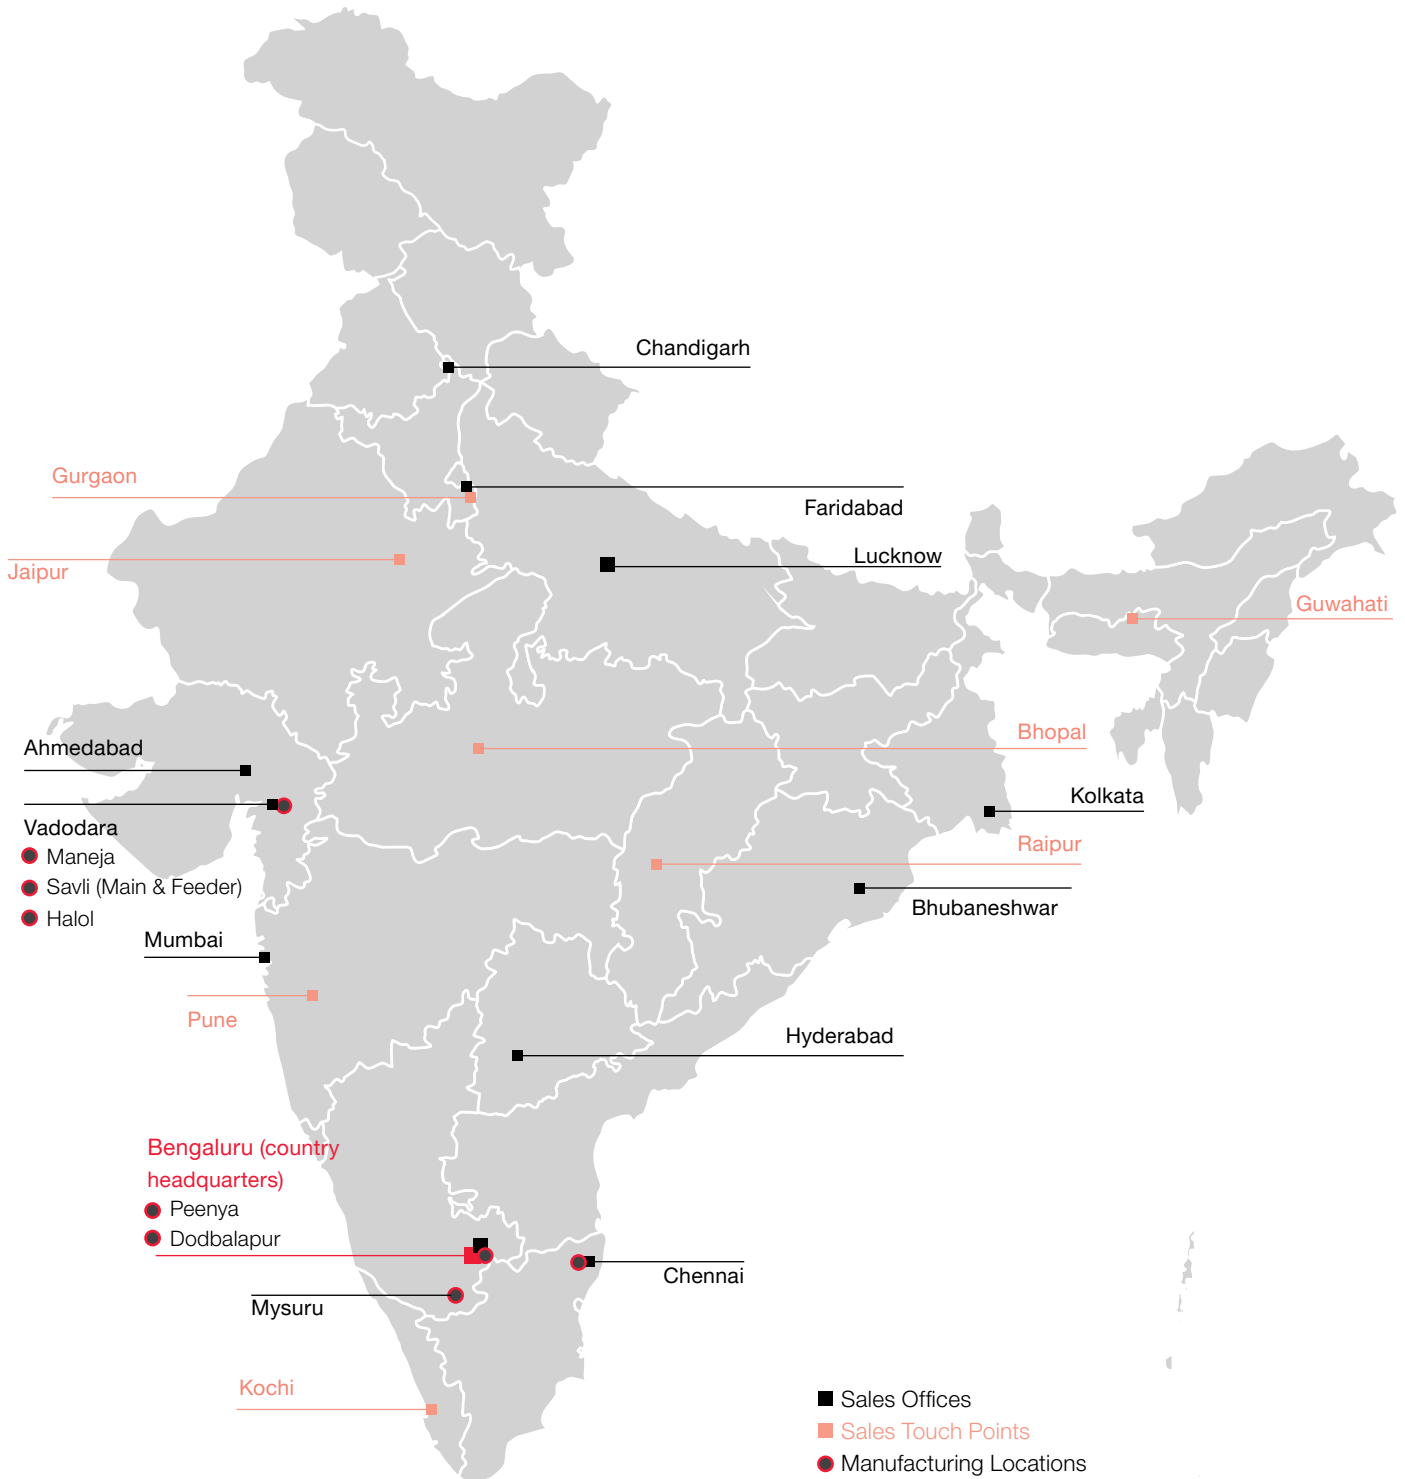 Chandigarh
Gurgaon
Faridabad
Lucknow
Jaipur
Guwahati
Bhopal
Ahmedabad
Kolkata
Vadodara
Maneja
Savli (Main & Feeder)
Halol
Raipur
Bhubaneshwar
Mumbai
Pune
Hyderabad
Bengaluru (country
headquarters)
Peenya
Dodbalapur
Chennai
Mysuru
Kochi
Sales Offices
Sales Touch Points
Manufacturing Locations